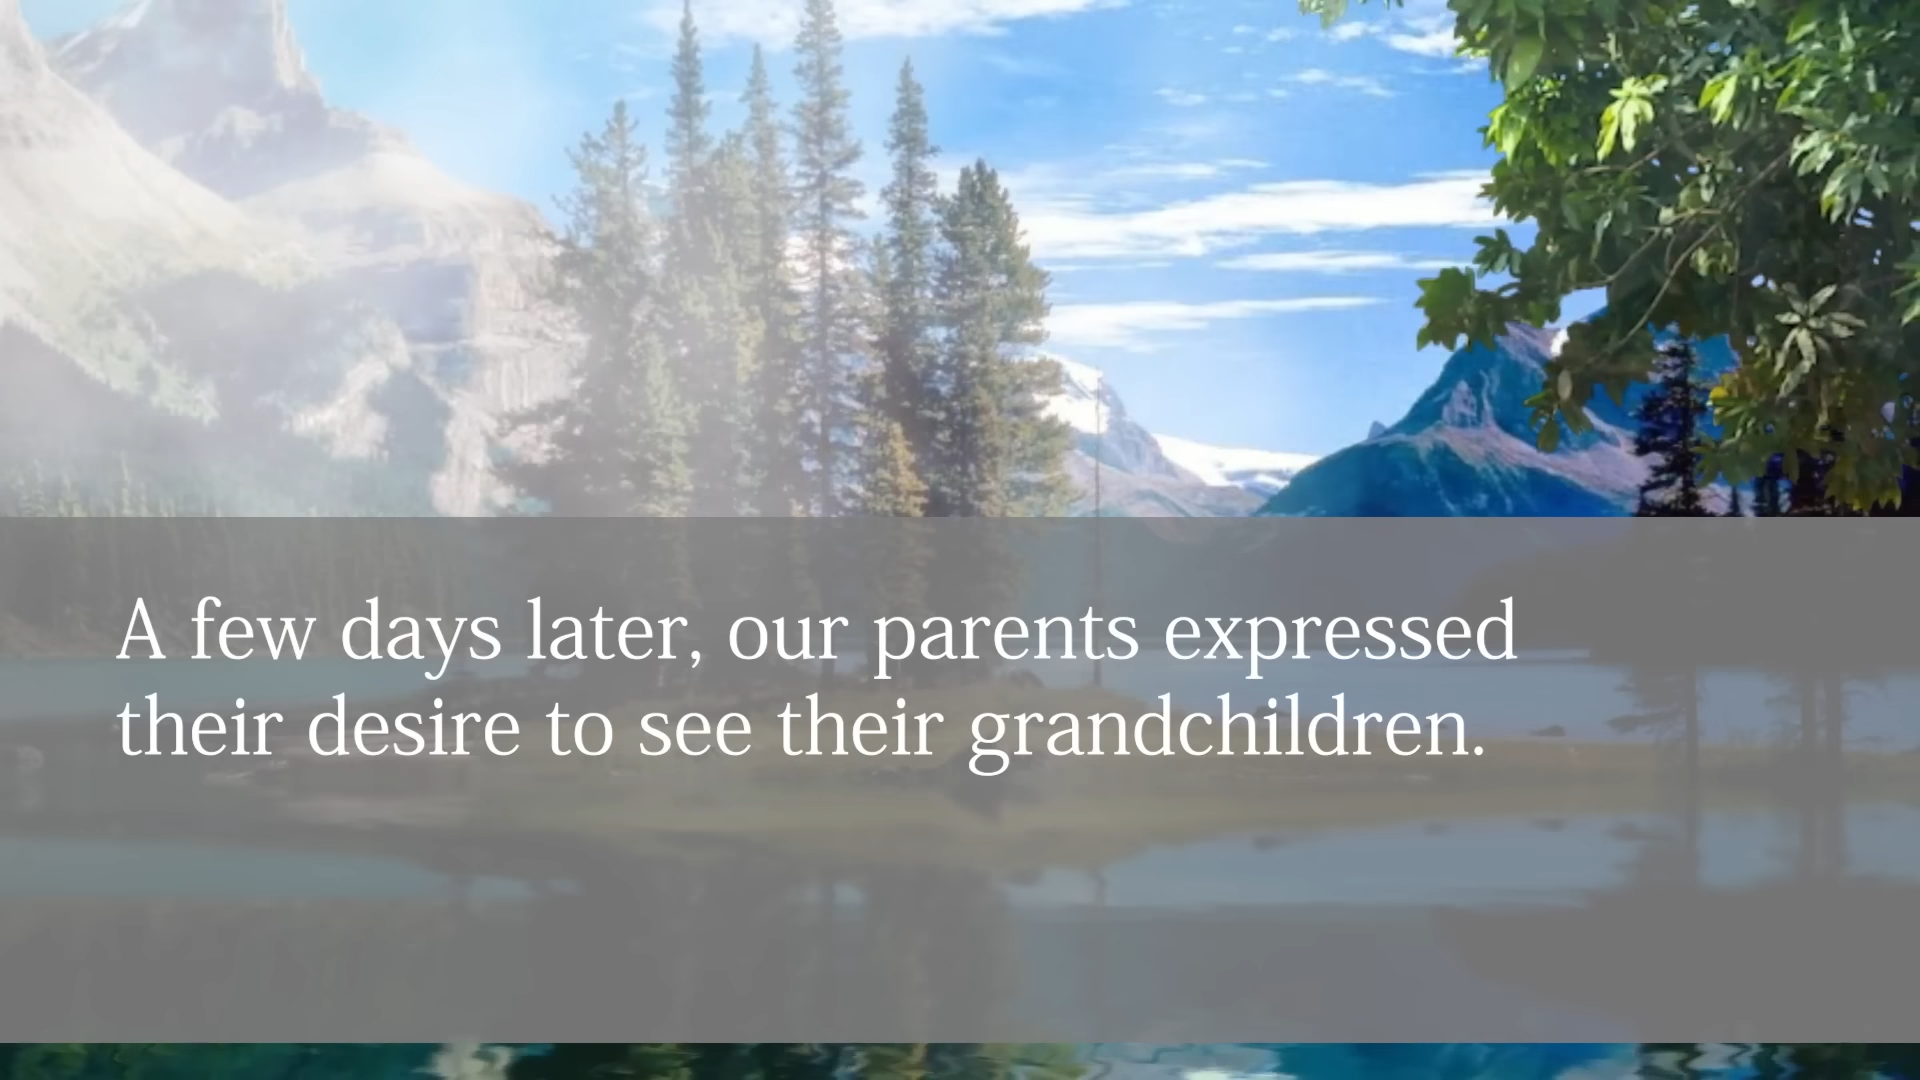 A few days later, our parents expressed
their desire to see their grandchildren.